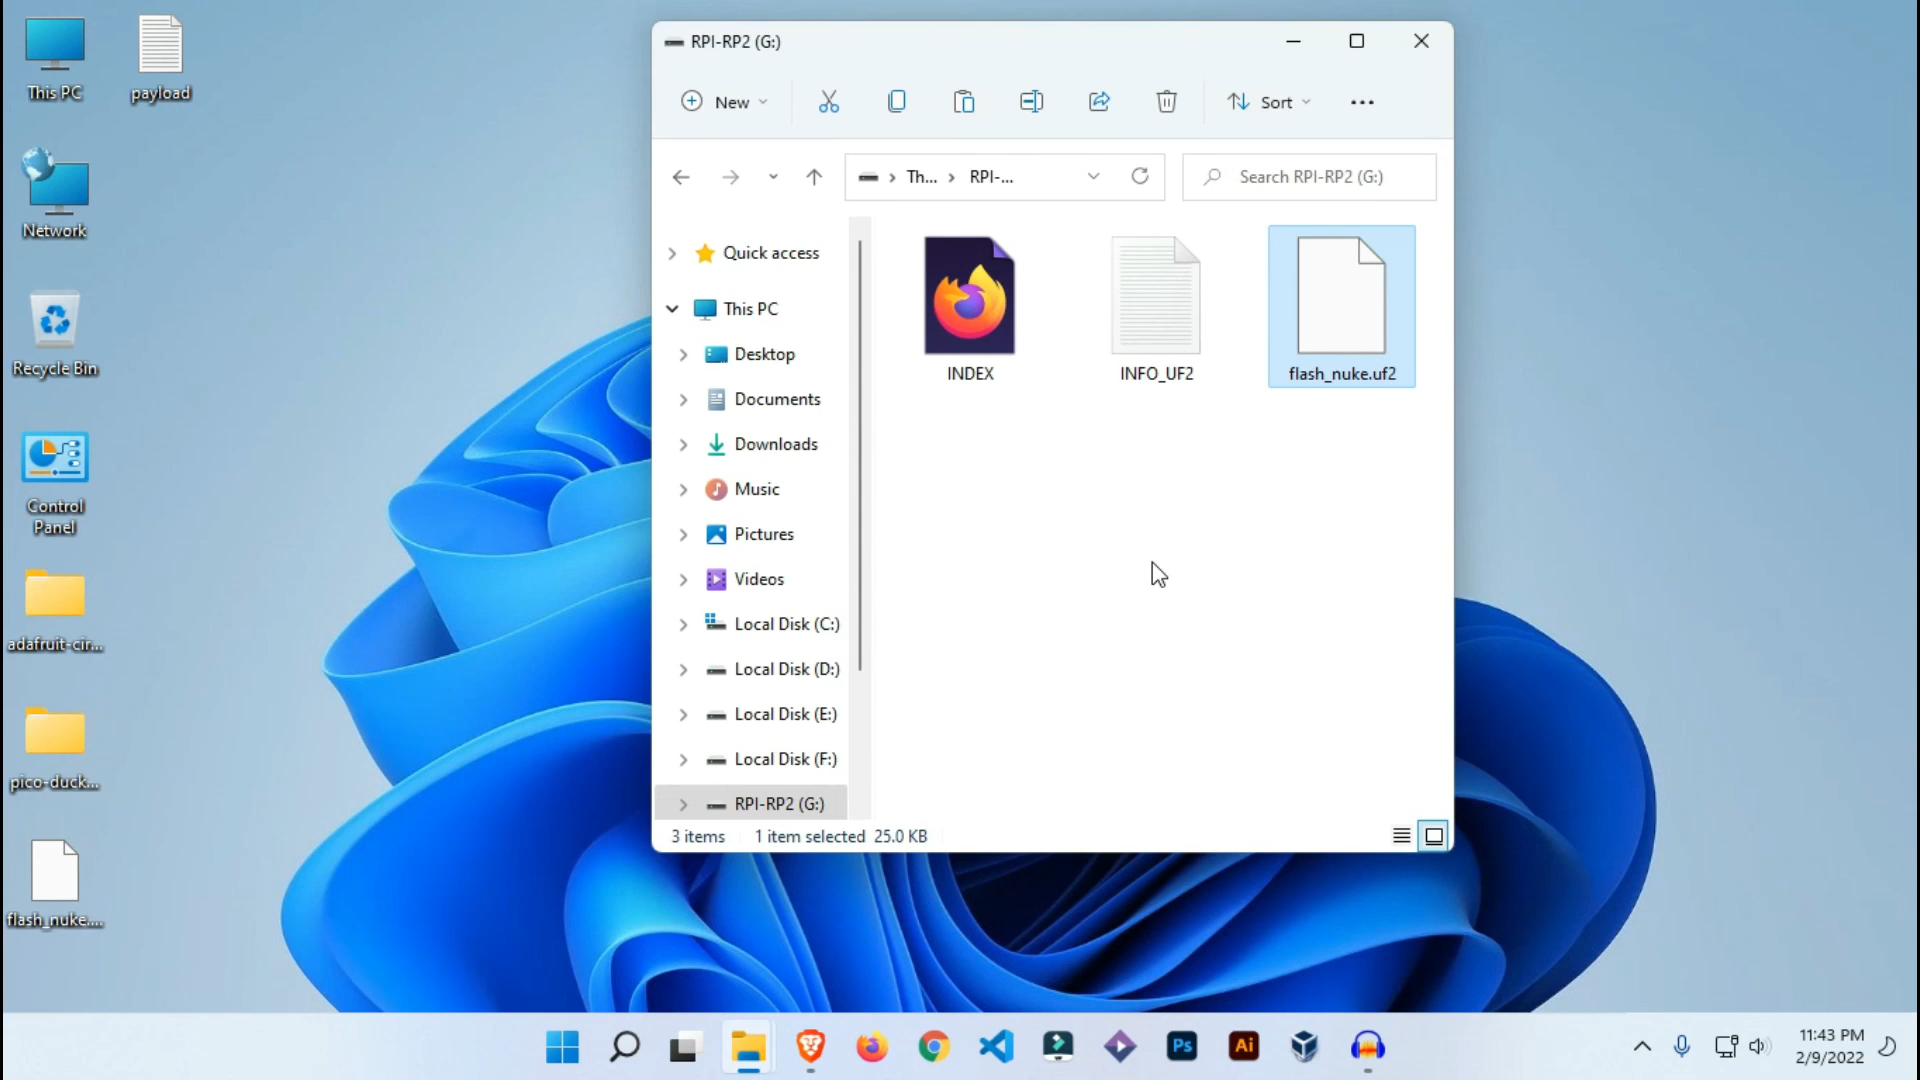 This PC
payload
Network
Recycle Bin
Control
Panel
adafruit-cir...
pico-duck...
flash_nuke....
RPI-RP2 (G:)
New
Sort
Th...
RPI-...
Search RPI-RP2 (G:)
Quick access
This PC
Desktop
Documents
Downloads
Music
Pictures
Videos
Local Disk (C:)
Local Disk (D:)
Local Disk (E:)
Local Disk (F:)
RPI-RP2 (G:)
INDEX
INFO_UF2
flash_nuke.uf2
3 items
1 item selected 25.0 KB
Ps
Ai
11:43 PM
2/9/2022